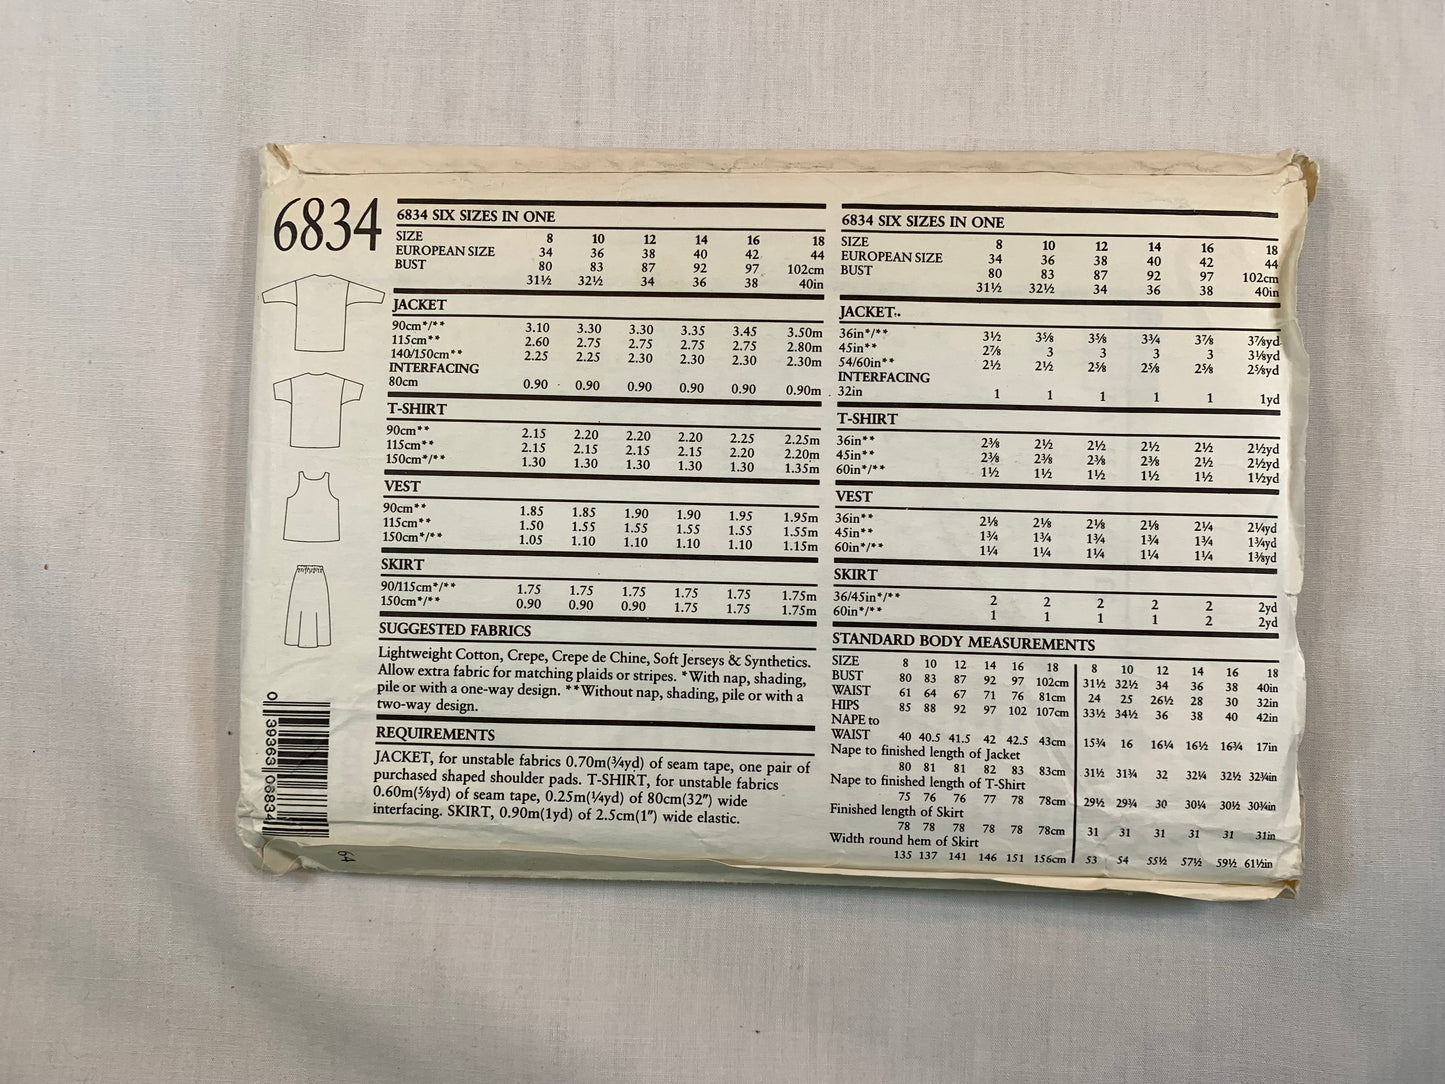 6834
6834 SIX SIZES IN ONE
SIZE 8 10 12 14 16 18
EUROPEAN SIZE 34 36 38 40 42 44
BUST 80 83 87 92 97 102cm
31½ 32½ 34 36 38 40in
JACKET
90cm*/** 3.10 3.30 3.30 3.35 3.45 3.50m
115cm** 2.60 2.75 2.75 2.75 2.75 2.80m
140/150cm** 2.25 2.25 2.30 2.30 2.30 2.30m
INTERFACING
80cm 0.90 0.90 0.90 0.90 0.90 0.90m
T-SHIRT
90cm** 2.15 2.20 2.20 2.20 2.25 2.25m
115cm** 2.15 2.15 2.15 2.15 2.20 2.20m
150cm*/** 1.30 1.30 1.30 1.30 1.30 1.35m
VEST
90cm** 1.85 1.85 1.90 1.90 1.95 1.95m
115cm** 1.50 1.55 1.55 1.55 1.55 1.55m
150cm*/** 1.05 1.10 1.10 1.10 1.10 1.15m
SKIRT
90/115cm*/** 1.75 1.75 1.75 1.75 1.75 1.75m
150cm*/** 0.90 0.90 0.90 1.75 1.75 1.75m
SUGGESTED FABRICS
Lightweight Cotton, Crepe, Crepe de Chine, Soft Jerseys & Synthetics.
Allow extra fabric for matching plaids or stripes. *With nap, shading,
pile or with a one-way design. **Without nap, shading, pile or with a
two-way design.
REQUIREMENTS
JACKET, for unstable fabrics 0.70m(¾yd) of seam tape, one pair of
purchased shaped shoulder pads. T-SHIRT, for unstable fabrics
0.60m(⅝yd) of seam tape, 0.25m(¼yd) of 80cm(32") wide
interfacing. SKIRT, 0.90m(1yd) of 2.5cm(1") wide elastic.
6834 SIX SIZES IN ONE
SIZE 8 10 12 14 16 18
EUROPEAN SIZE 34 36 38 40 42 44
BUST 80 83 87 92 97 102cm
31½ 32½ 34 36 38 40in
JACKET
36in*/** 3½ 3⅝ 3⅝ 3¾ 3⅞ 3⅞yd
45in** 2⅞ 3 3 3 3 3⅛yd
54/60in** 2½ 2½ 2⅝ 2⅝ 2⅝ 2⅝yd
INTERFACING
32in 1 1 1 1 1 1yd
T-SHIRT
36in** 2⅜ 2½ 2½ 2½ 2½ 2½yd
45in** 2⅜ 2⅜ 2⅜ 2⅜ 2½ 2½yd
60in*/** 1½ 1½ 1½ 1½ 1½ 1½yd
VEST
36in** 2⅛ 2⅛ 2⅛ 2⅛ 2¼ 2¼yd
45in** 1¾ 1¾ 1¾ 1¾ 1¾ 1¾yd
60in*/** 1¼ 1¼ 1¼ 1¼ 1¼ 1⅜yd
SKIRT
36/45in*/** 2 2 2 2 2 2yd
60in*/** 1 1 1 1 2 2yd
STANDARD BODY MEASUREMENTS
SIZE 8 10 12 14 16 18 8 10 12 14 16 18
BUST 80 83 87 92 97 102cm 31½ 32½ 34 36 38 40in
WAIST 61 64 67 71 76 81cm 24 25 26½ 28 30 32in
HIPS 85 88 92 97 102 107cm 33½ 34½ 36 38 40 42in
NAPE to
WAIST 40 40.5 41.5 42 42.5 43cm 15¾ 16 16¼ 16½ 16¾ 17in
Nape to finished length of Jacket
80 81 81 82 83 83cm 31½ 31¾ 32 32¼ 32½ 32¾in
Nape to finished length of T-Shirt
75 76 76 77 78 78cm 29½ 29¾ 30 30¼ 30½ 30¾in
Finished length of Skirt
78 78 78 78 78 78cm 31 31 31 31 31 31in
Width round hem of Skirt
135 137 141 146 151 156cm 53 54 55½ 57½ 59½ 61½in
0 39363 06834
64